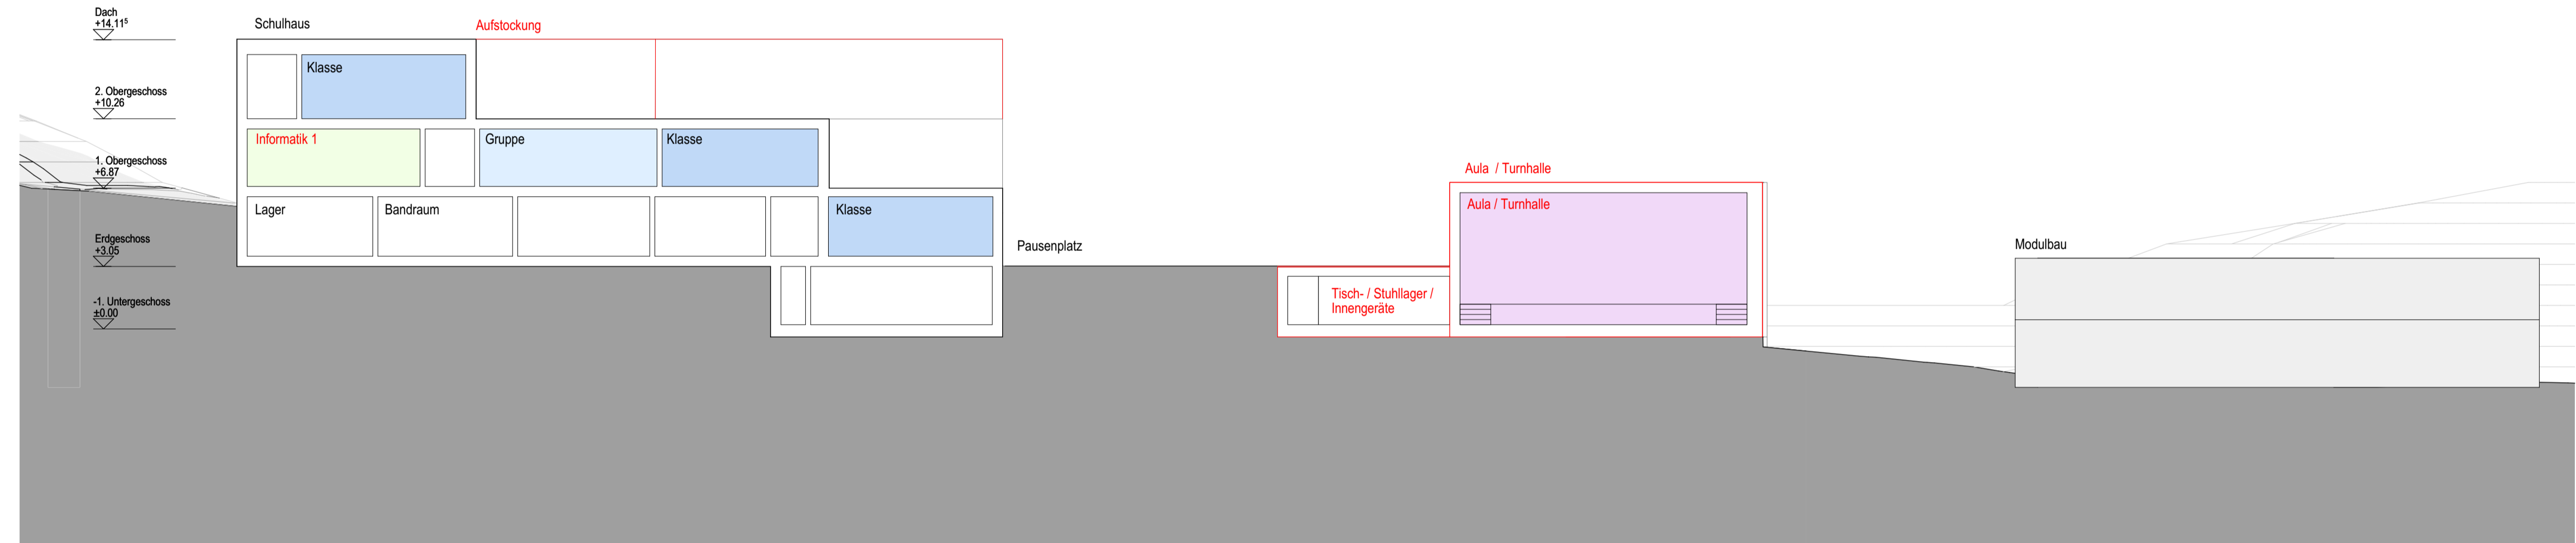 Dach
+14.11⁵
2. Obergeschoss
+10.26
1. Obergeschoss
+6.87
Erdgeschoss
+3.05
-1. Untergeschoss
±0.00
Schulhaus
Aufstockung
Klasse
Informatik 1
Gruppe
Klasse
Lager
Bandraum
Klasse
Pausenplatz
Aula / Turnhalle
Aula / Turnhalle
Tisch- / Stuhllager /
Innengeräte
Modulbau